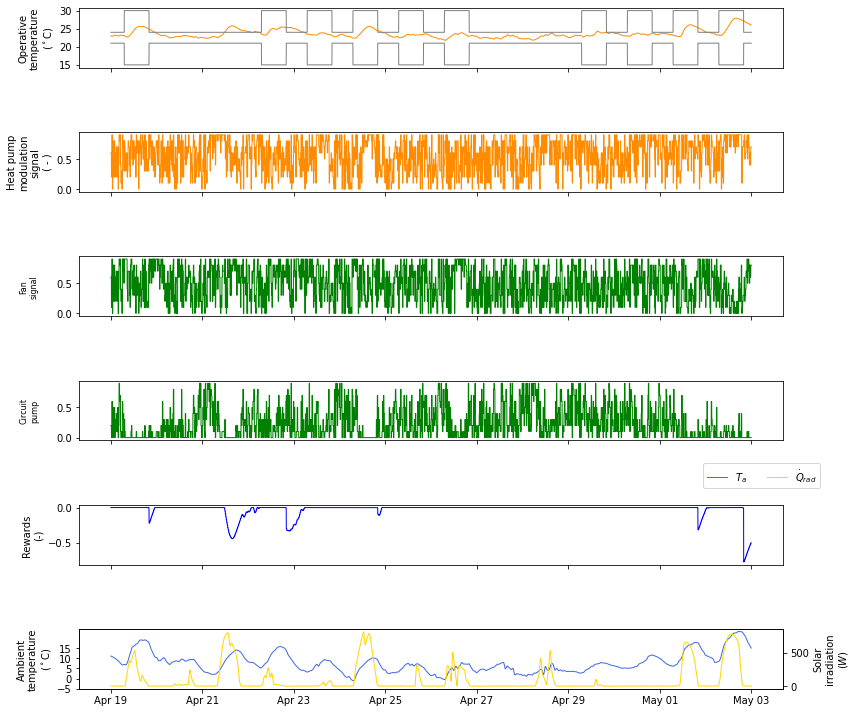 Operative
temperature
(°C)
30
25
20
15
Heat pump
modulation
signal
( - )
0.5
0.0
Fan
signal
0.5
0.0
Circuit
pump
0.5
0.0
T_a
Q̇_rad
Rewards
(-)
0.0
−0.5
Ambient
temperature
(°C)
15
10
5
0
−5
500
0
Solar
irradiation
(W)
Apr 19 Apr 21 Apr 23 Apr 25 Apr 27 Apr 29 May 01 May 03